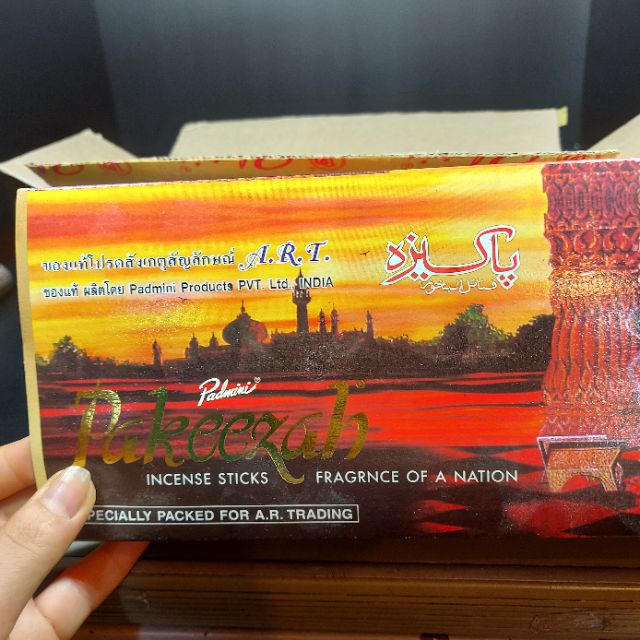 ของแท้โปรดสังเกตุสัญลักษณ์ A.R.T.
ของแท้ ผลิตโดย Padmini Products PVT. Ltd. INDIA
پاکیزہ
Padmini
Pakeezah
INCENSE STICKS FRAGRNCE OF A NATION
PECIALLY PACKED FOR A.R. TRADING